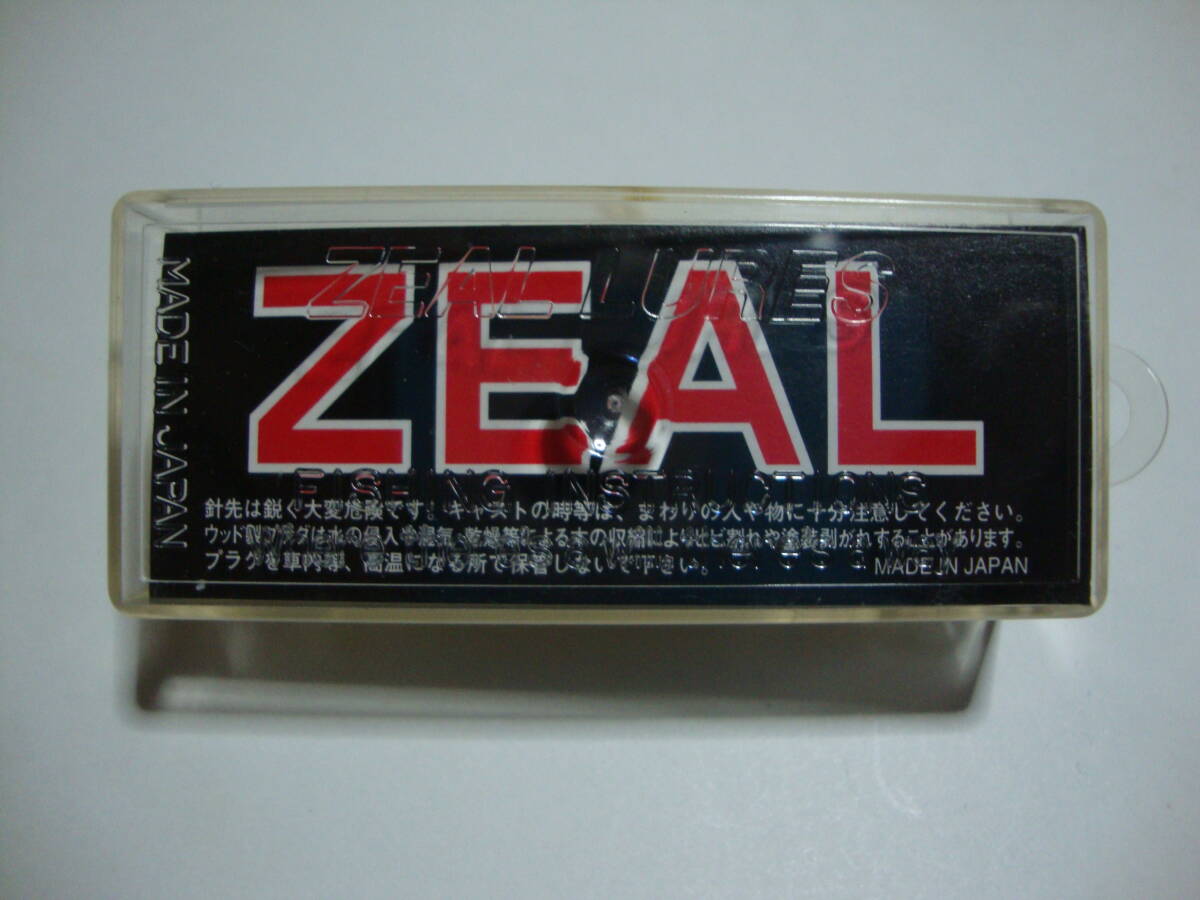 ZEAL LURES
ZEAL
MADE IN JAPAN
FISHING INSTRUCTIONS
針先は鋭く大変危険です。キャストの時等は、まわりの人や物に十分注意してください。
ウッド製プラグは水の侵入や湿気、乾燥等による木の収縮によりヒビ割れや塗装剥がれすることがあります。
プラグを車内等、高温になる所で保管しないで下さい。
MADE IN JAPAN